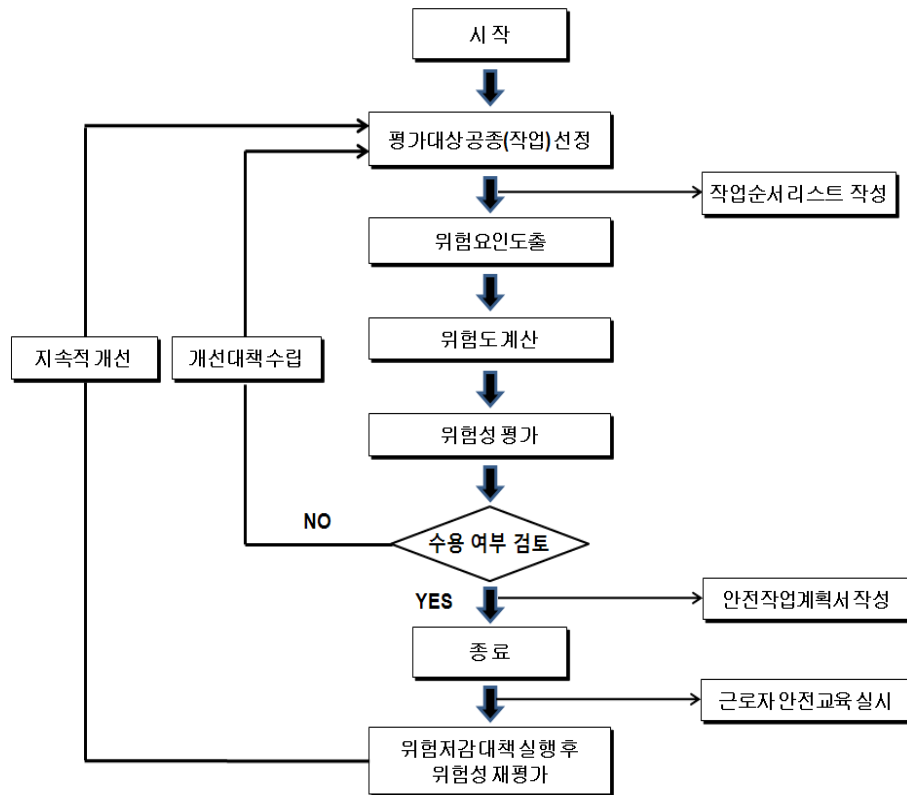 시 작
평가대상공종(작업) 선정
작업순서리스트 작성
위험요인도출
위험도계산
지속적 개선
개선대책 수립
위험성 평가
NO
수용 여부 검토
YES
안전작업계획서 작성
종 료
근로자 안전교육 실시
위험저감대책 실행 후
위험성 재평가